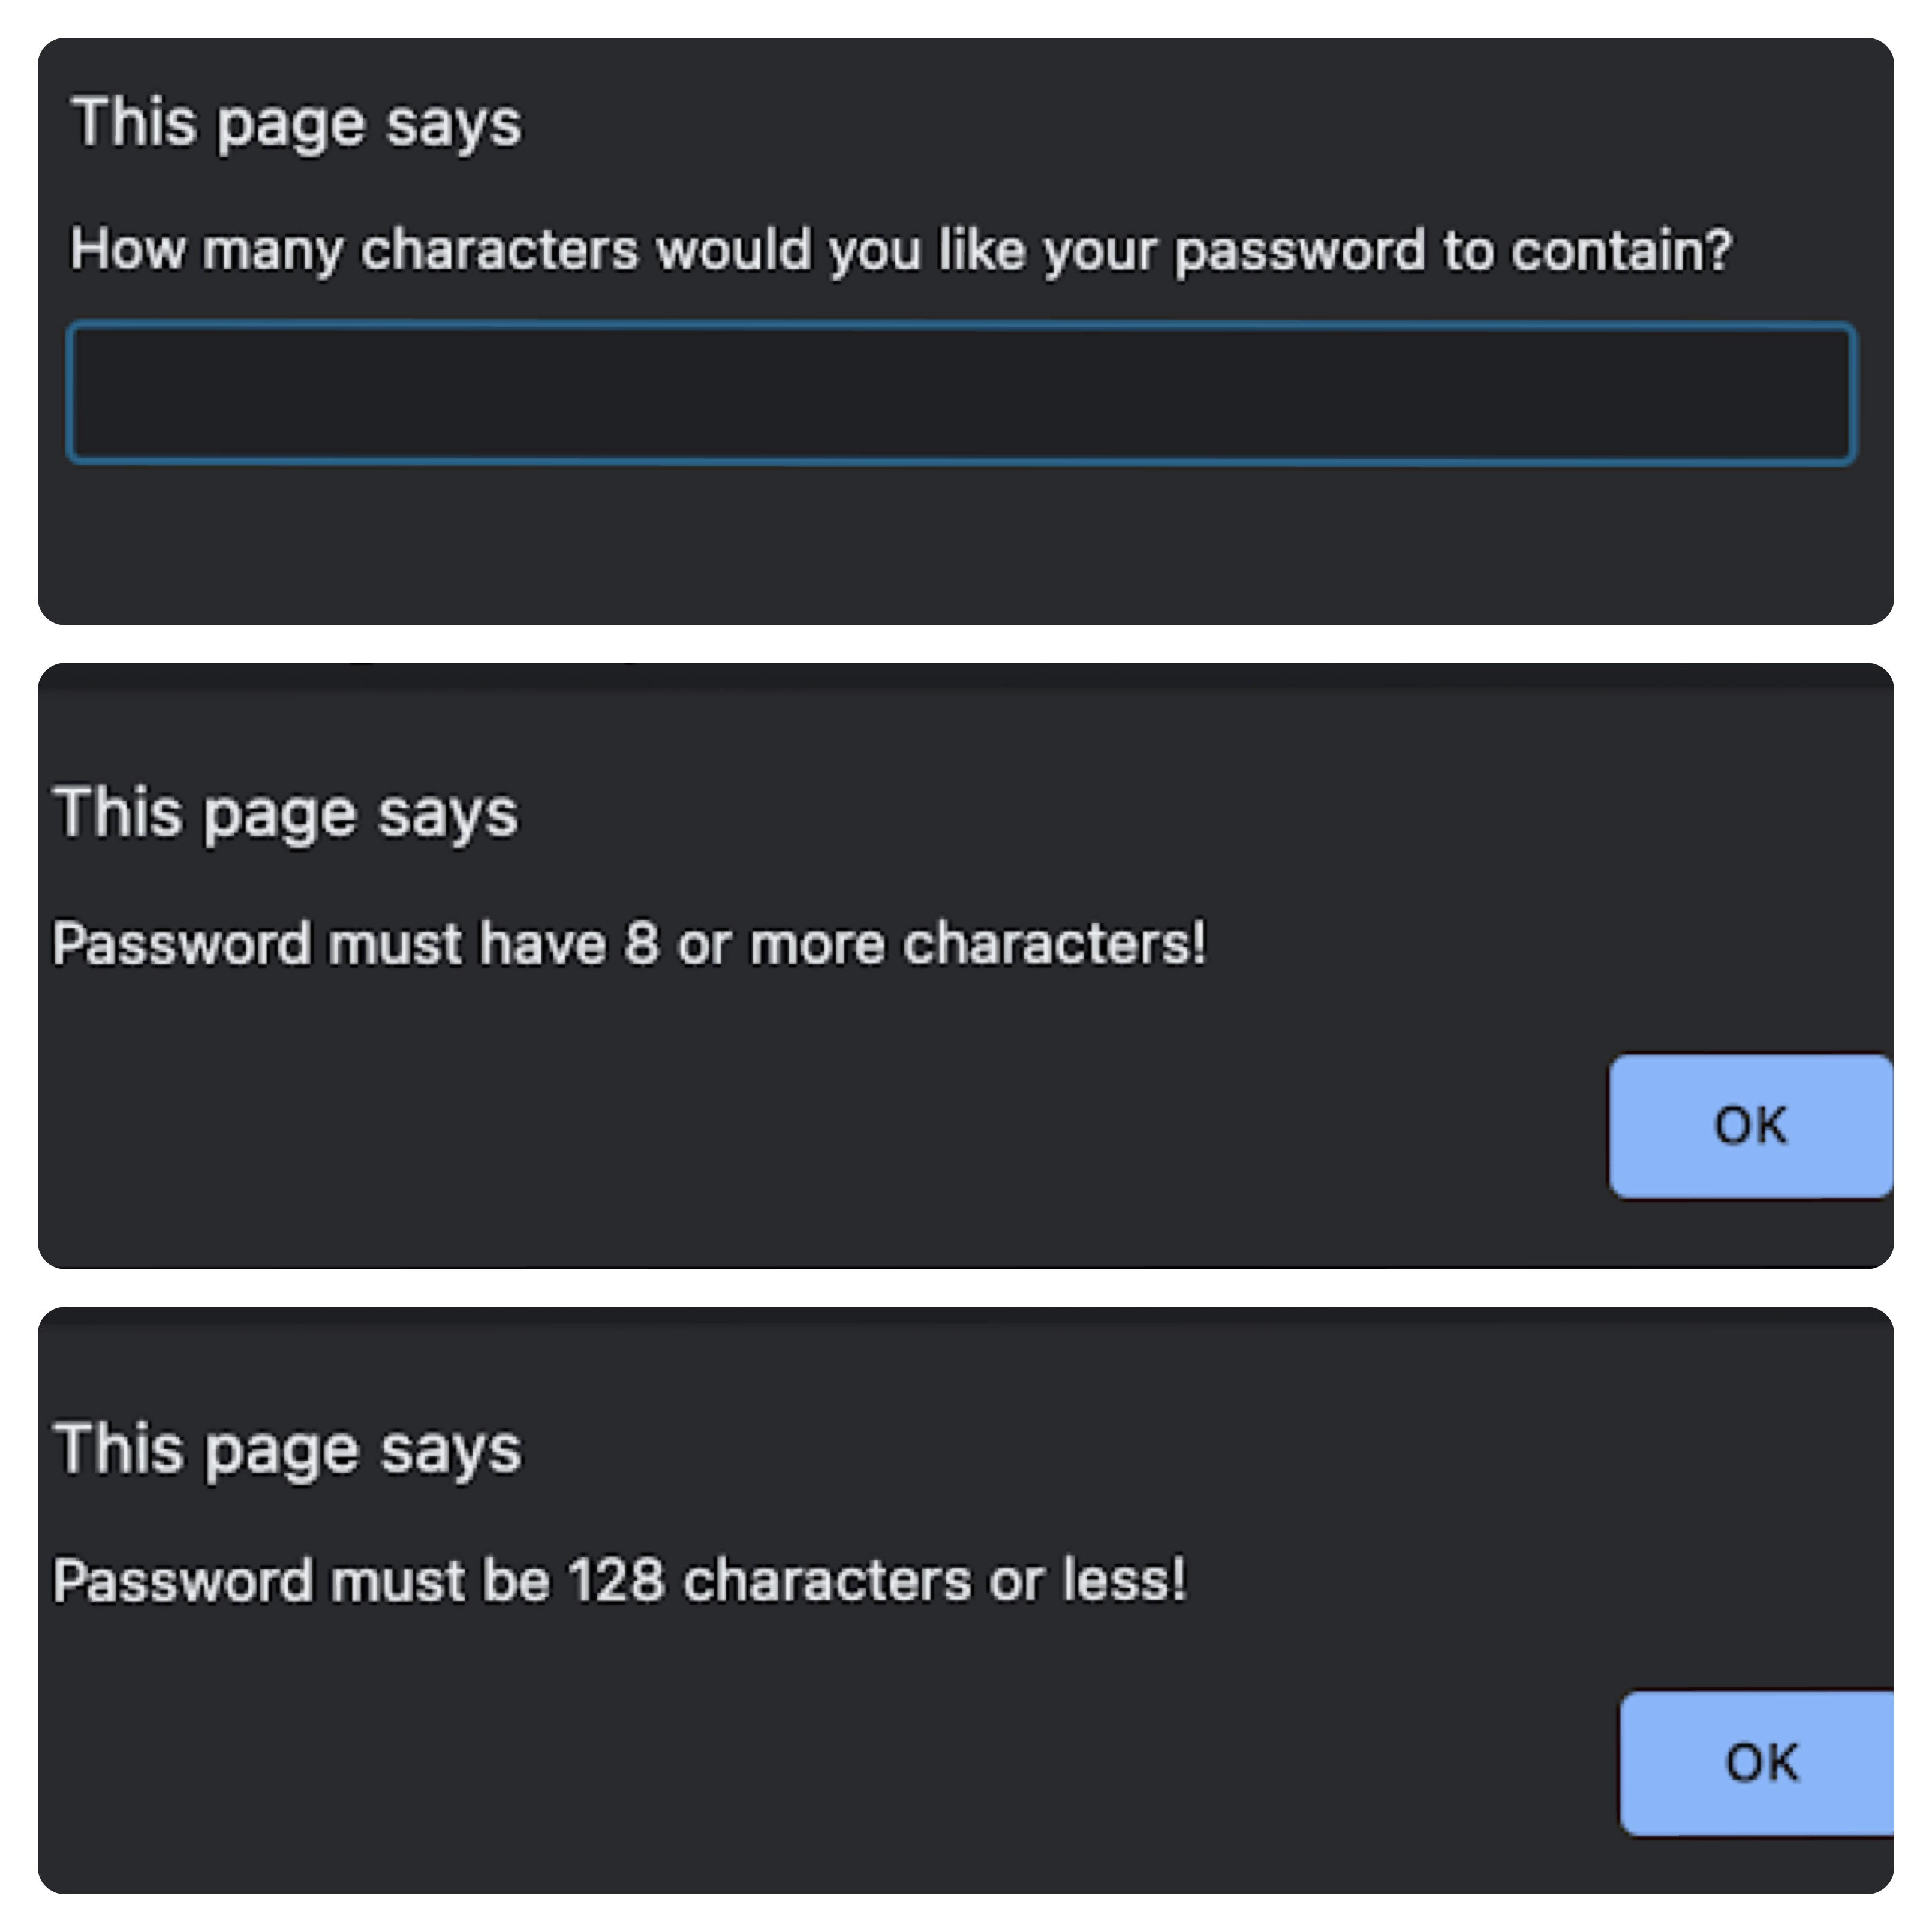 This page says
How many characters would you like your password to contain?
This page says
Password must have 8 or more characters!
OK
This page says
Password must be 128 characters or less!
OK